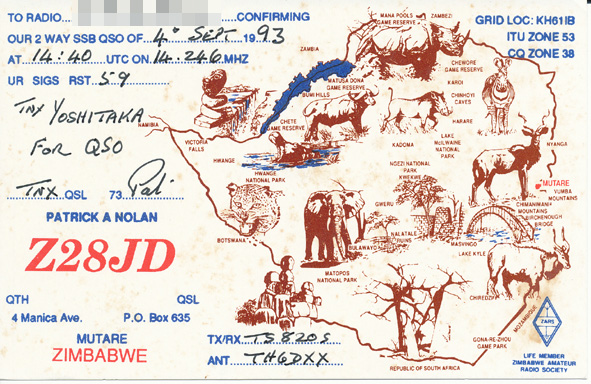 TO RADIO CONFIRMING
OUR 2 WAY SSB QSO OF 4° SEPT 1993
AT 14:40 UTC ON 14.246 MHZ
UR SIGS RST 59
TNX YOSHITAKA
FOR QSO
TNX QSL 73 Pat
PATRICK A NOLAN
Z28JD
QTH QSL
4 Manica Ave. P.O. Box 635
MUTARE
ZIMBABWE
TX/RX TS820S
ANT TH6DXX
GRID LOC: KH61IB
ITU ZONE 53
CQ ZONE 38
MANA POOLS
GAME RESERVE
ZAMBEZI
ZAMBIA
CHEWORE
GAME RESERVE
MATUSA DONA
GAME RESERVE
KAROI
BUMI HILLS
CHINHOYI
CAVES
CHETE
GAME RESERVE
HARARE
NAMIBIA
VICTORIA
FALLS
KADOMA
LAKE
McILWAINE
NATIONAL
PARK
NYANGA
HWANGE
HWANGE
NATIONAL PARK
NGEZI NATIONAL
PARK
KWEKWE
MUTARE
VUMBA
MOUNTAINS
CHIMANIMANI
MOUNTAINS
BIRCHENOUGH
BRIDGE
GWERU
NALATALE
RUINS
MASVINGO
BOTSWANA
BULAWAYO
LAKE KYLE
MATOPOS
NATIONAL PARK
CHIREDZI
MOZAMBIQUE
GONA-RE-ZHOU
GAME PARK
REPUBLIC OF SOUTH AFRICA
ZARS
LIFE MEMBER
ZIMBABWE AMATEUR
RADIO SOCIETY